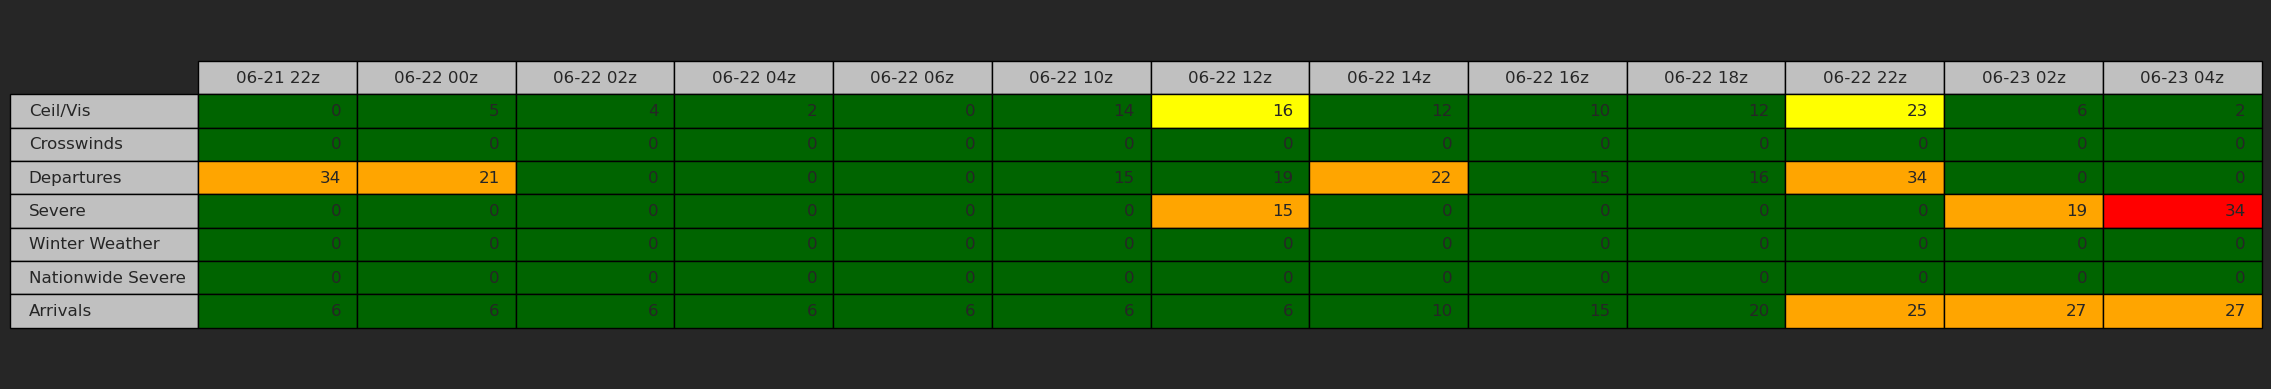 06-21 22z 06-22 00z 06-22 02z 06-22 04z 06-22 06z 06-22 10z 06-22 12z 06-22 14z 06-22 16z 06-22 18z 06-22 22z 06-23 02z 06-23 04z
Ceil/Vis 0 5 4 2 0 14 16 12 10 12 23 6 2
Crosswinds 0 0 0 0 0 0 0 0 0 0 0 0 0
Departures 34 21 0 0 0 15 19 22 15 16 34 0 0
Severe 0 0 0 0 0 0 15 0 0 0 0 19 34
Winter Weather 0 0 0 0 0 0 0 0 0 0 0 0 0
Nationwide Severe 0 0 0 0 0 0 0 0 0 0 0 0 0
Arrivals 6 6 6 6 6 6 6 10 15 20 25 27 27